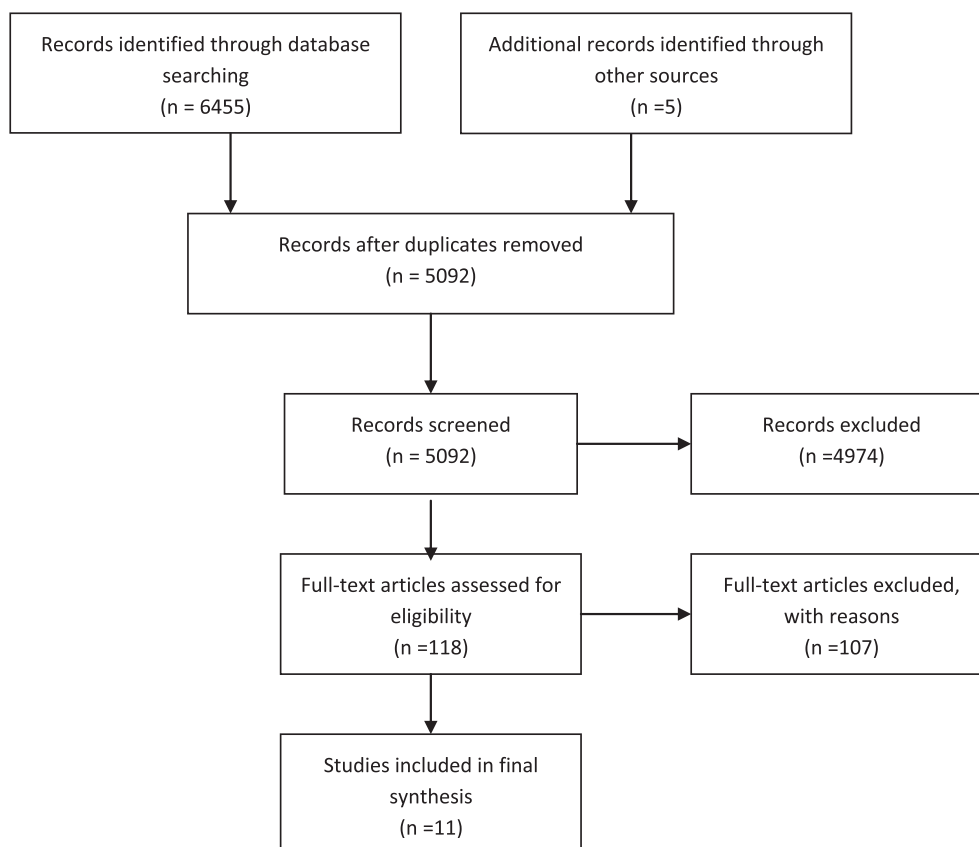 Records identified through database
searching
(n = 6455)
Additional records identified through
other sources
(n =5)
Records after duplicates removed
(n = 5092)
Records screened
(n = 5092)
Records excluded
(n =4974)
Full-text articles assessed for
eligibility
(n =118)
Full-text articles excluded,
with reasons
(n =107)
Studies included in final
synthesis
(n =11)